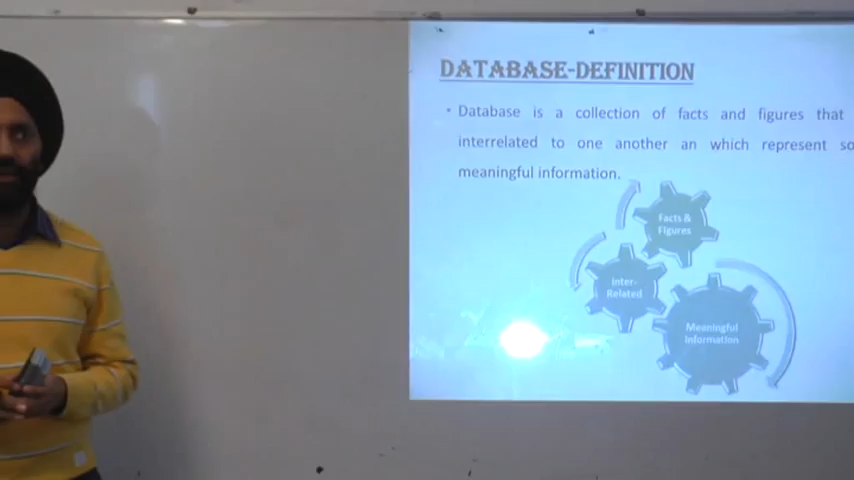 DATABASE-DEFINITION
• Database is a collection of facts and figures that
interrelated to one another an which represent so
meaningful information.
Facts &
Figures
Inter-
Related
Meaningful
Information